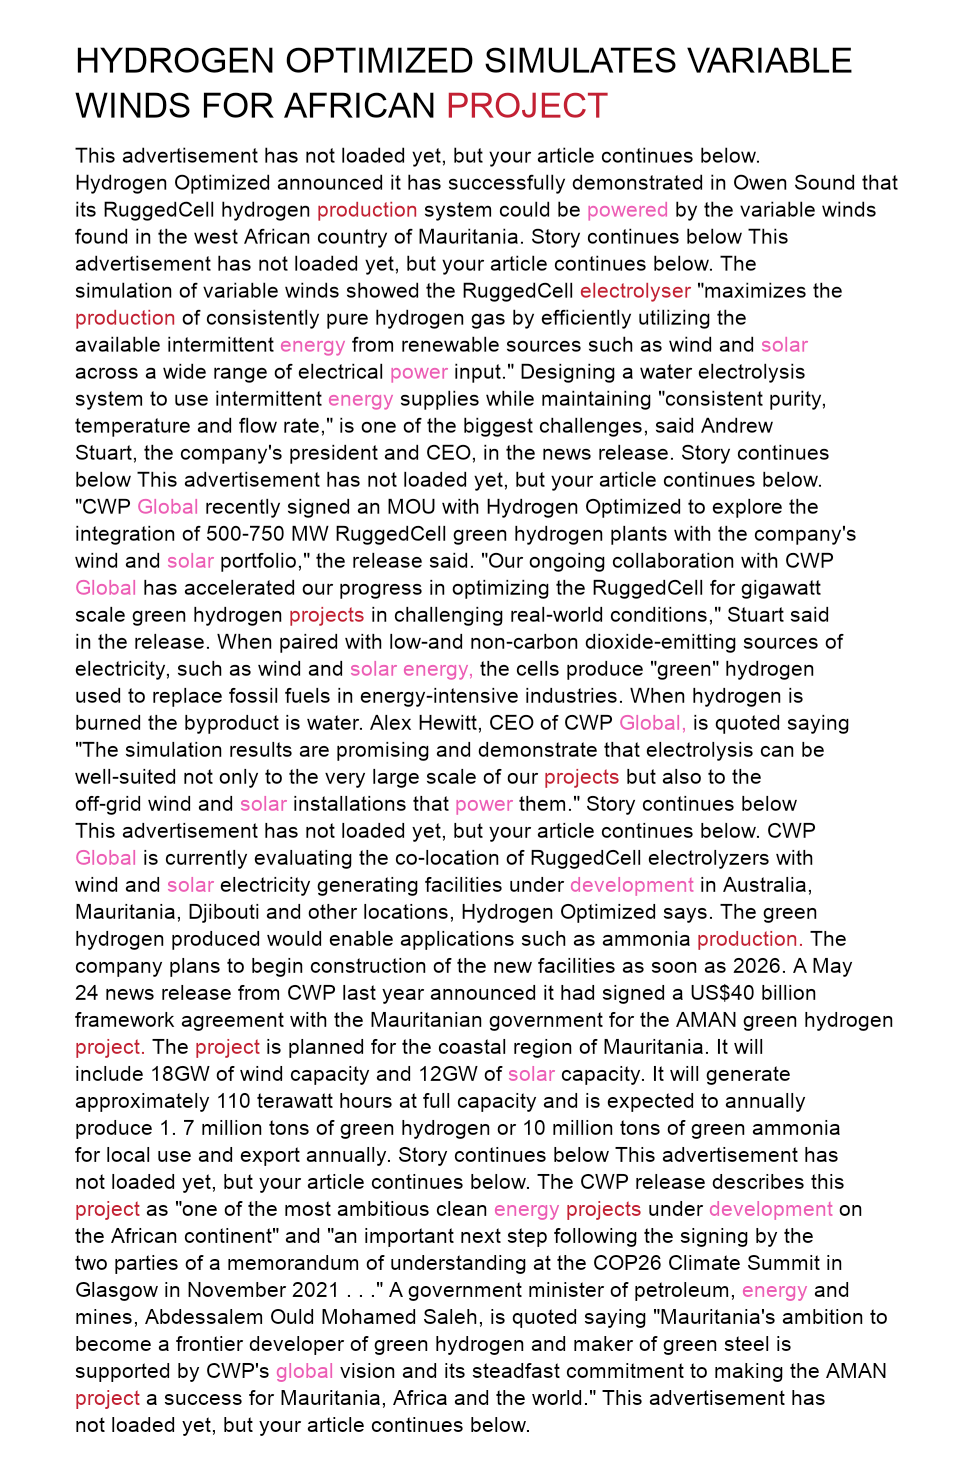 HYDROGEN OPTIMIZED SIMULATES VARIABLE
WINDS FOR AFRICAN PROJECT
This advertisement has not loaded yet, but your article continues below.
Hydrogen Optimized announced it has successfully demonstrated in Owen Sound that
its RuggedCell hydrogen production system could be powered by the variable winds
found in the west African country of Mauritania. Story continues below This
advertisement has not loaded yet, but your article continues below. The
simulation of variable winds showed the RuggedCell electrolyser "maximizes the
production of consistently pure hydrogen gas by efficiently utilizing the
available intermittent energy from renewable sources such as wind and solar
across a wide range of electrical power input." Designing a water electrolysis
system to use intermittent energy supplies while maintaining "consistent purity,
temperature and flow rate," is one of the biggest challenges, said Andrew
Stuart, the company's president and CEO, in the news release. Story continues
below This advertisement has not loaded yet, but your article continues below.
"CWP Global recently signed an MOU with Hydrogen Optimized to explore the
integration of 500-750 MW RuggedCell green hydrogen plants with the company's
wind and solar portfolio," the release said. "Our ongoing collaboration with CWP
Global has accelerated our progress in optimizing the RuggedCell for gigawatt
scale green hydrogen projects in challenging real-world conditions," Stuart said
in the release. When paired with low-and non-carbon dioxide-emitting sources of
electricity, such as wind and solar energy, the cells produce "green" hydrogen
used to replace fossil fuels in energy-intensive industries. When hydrogen is
burned the byproduct is water. Alex Hewitt, CEO of CWP Global, is quoted saying
"The simulation results are promising and demonstrate that electrolysis can be
well-suited not only to the very large scale of our projects but also to the
off-grid wind and solar installations that power them." Story continues below
This advertisement has not loaded yet, but your article continues below. CWP
Global is currently evaluating the co-location of RuggedCell electrolyzers with
wind and solar electricity generating facilities under development in Australia,
Mauritania, Djibouti and other locations, Hydrogen Optimized says. The green
hydrogen produced would enable applications such as ammonia production. The
company plans to begin construction of the new facilities as soon as 2026. A May
24 news release from CWP last year announced it had signed a US$40 billion
framework agreement with the Mauritanian government for the AMAN green hydrogen
project. The project is planned for the coastal region of Mauritania. It will
include 18GW of wind capacity and 12GW of solar capacity. It will generate
approximately 110 terawatt hours at full capacity and is expected to annually
produce 1. 7 million tons of green hydrogen or 10 million tons of green ammonia
for local use and export annually. Story continues below This advertisement has
not loaded yet, but your article continues below. The CWP release describes this
project as "one of the most ambitious clean energy projects under development on
the African continent" and "an important next step following the signing by the
two parties of a memorandum of understanding at the COP26 Climate Summit in
Glasgow in November 2021 . . ." A government minister of petroleum, energy and
mines, Abdessalem Ould Mohamed Saleh, is quoted saying "Mauritania's ambition to
become a frontier developer of green hydrogen and maker of green steel is
supported by CWP's global vision and its steadfast commitment to making the AMAN
project a success for Mauritania, Africa and the world." This advertisement has
not loaded yet, but your article continues below.